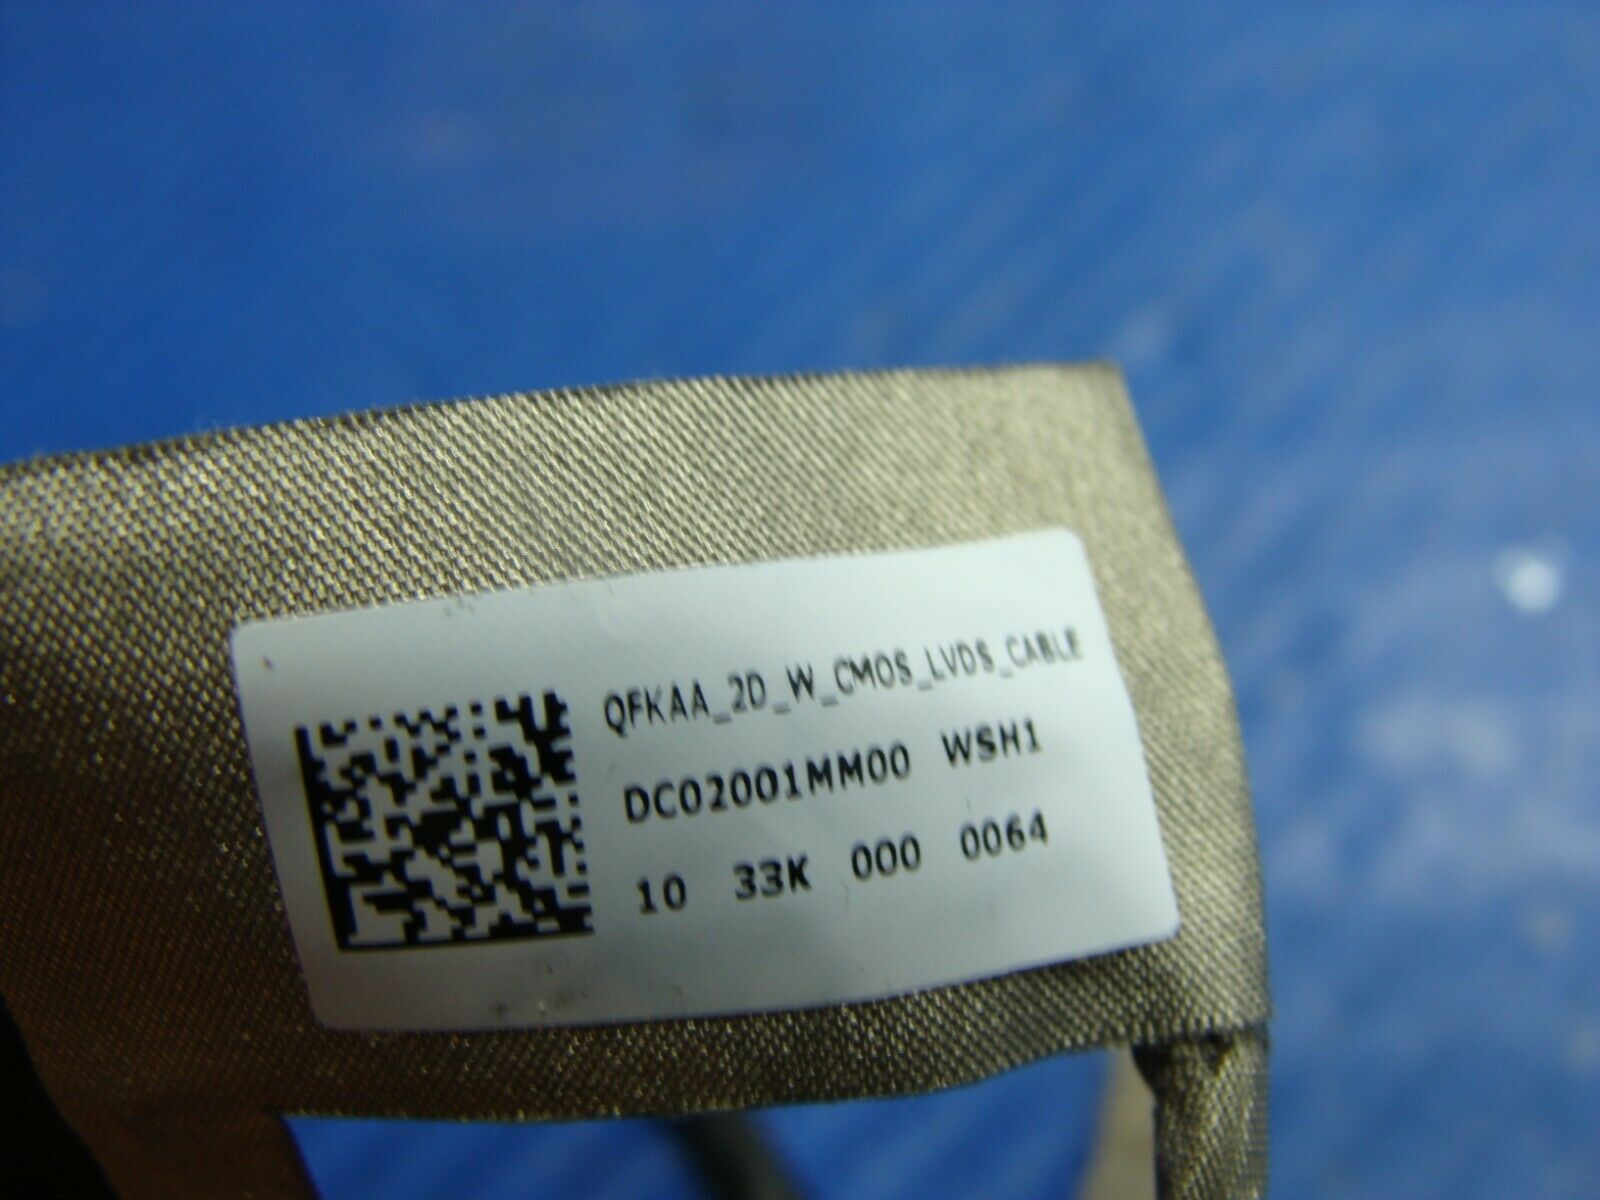 QFKAA_2D_W_CMOS_LVDS_CABLE
DC02001MM00 WSH1
10 33K 000 0064